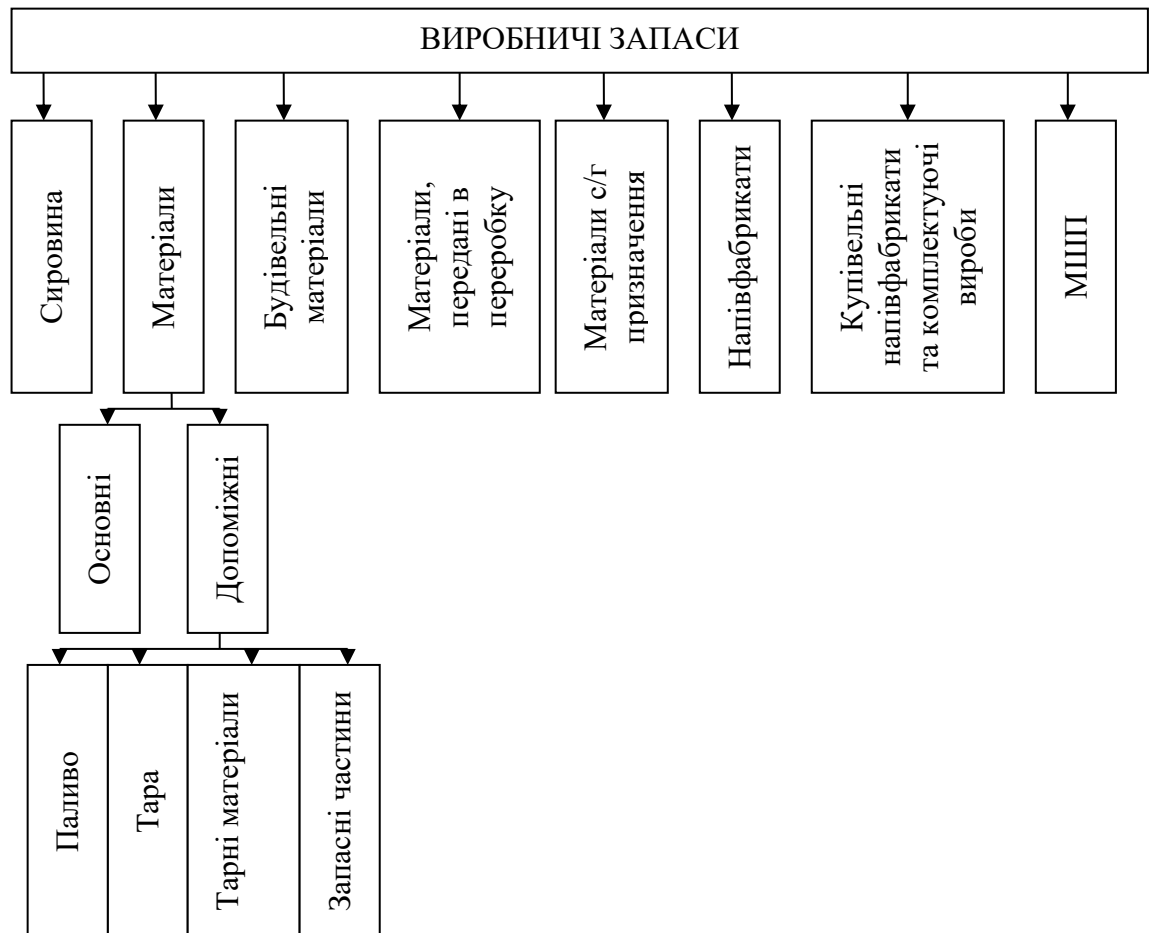 ВИРОБНИЧІ ЗАПАСИ
Сировина
Матеріали
Будівельні
матеріали
Матеріали,
передані в
переробку
Матеріали с/г
призначення
Напівфабрикати
Купівельні
напівфабрикати
та комплектуючі
вироби
МШП
Основні
Допоміжні
Паливо
Тара
Тарні матеріали
Запасні частини